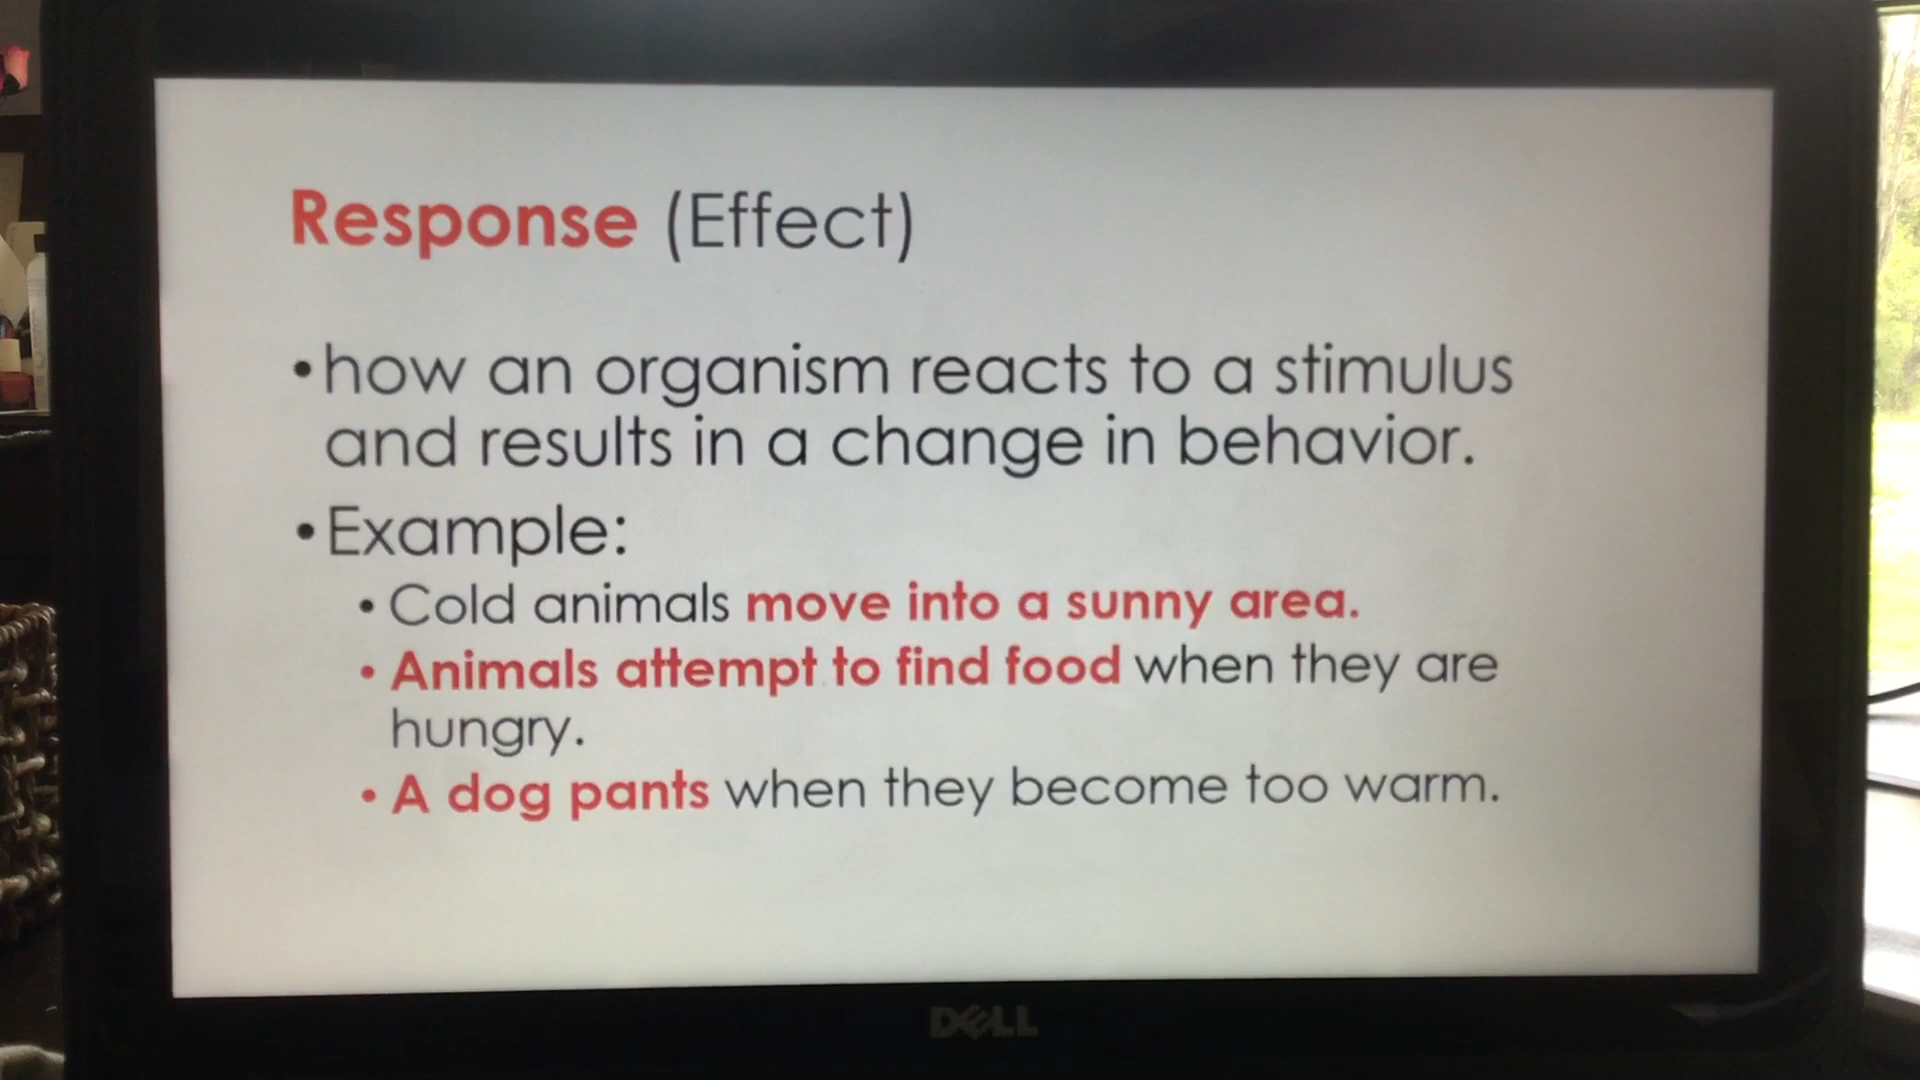 Response (Effect)
•how an organism reacts to a stimulus
and results in a change in behavior.
•Example:
•Cold animals move into a sunny area.
•Animals attempt to find food when they are
hungry.
•A dog pants when they become too warm.
DELL